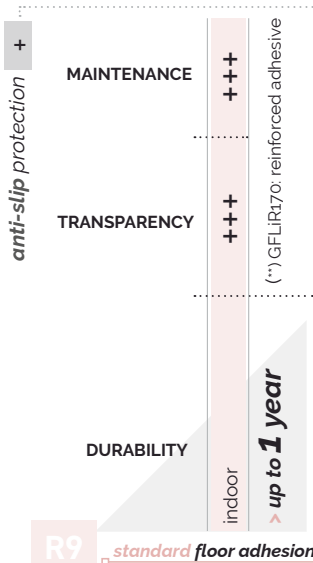 +
anti-slip protection
MAINTENANCE
+++
TRANSPARENCY
+++
(**) GFLiR170: reinforced adhesive
DURABILITY
indoor
> up to 1 year
R9
standard floor adhesion